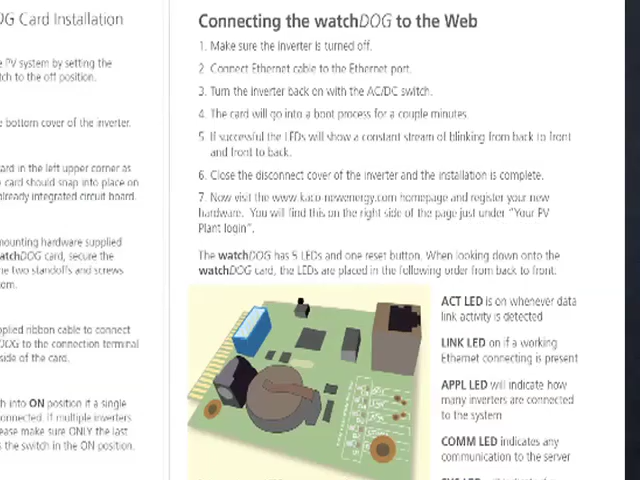 OG Card Installation
e PV system by setting the
tch to the off position.
e bottom cover of the inverter.
ard in the left upper corner as
e card should snap into place on
already integrated circuit board.
mounting hardware supplied
atchDOG card, secure the
he two standoffs and screws
om.
pplied ribbon cable to connect
DOG to the connection terminal
side of the card.
h into ON position if a single
onnected. If multiple inverters
ease make sure ONLY the last
s the switch in the ON position.
Connecting the watchDOG to the Web
1. Make sure the inverter is turned off.
2. Connect Ethernet cable to the Ethernet port.
3. Turn the inverter back on with the AC/DC switch.
4. The card will go into a boot process for a couple minutes.
5. If successful the LEDs will show a constant stream of blinking from back to front
and front to back.
6. Close the disconnect cover of the inverter and the installation is complete.
7. Now visit the www.kaco-newenergy.com homepage and register your new
hardware. You will find this on the right side of the page just under “Your PV
Plant login”.
The watchDOG has 5 LEDs and one reset button. When looking down onto the
watchDOG card, the LEDs are placed in the following order from back to front:
ACT LED is on whenever data
link activity is detected
LINK LED on if a working
Ethernet connecting is present
APPL LED will indicate how
many inverters are connected
to the system
COMM LED indicates any
communication to the server